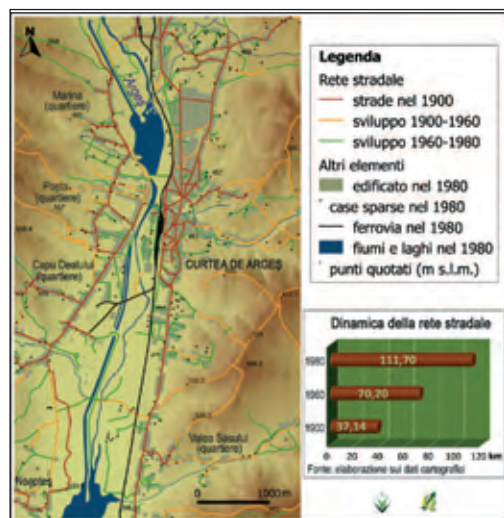 N
Argeș
Marina
(quartiere)
Posta
(quartiere)
Capu Dealului
(quartiere)
CURTEA DE ARGEȘ
Valea Sasului
(quartiere)
Noapteș
0 1000 m
Legenda
Rete stradale
strade nel 1900
sviluppo 1900-1960
sviluppo 1960-1980
Altri elementi
edificato nel 1980
case sparse nel 1980
ferrovia nel 1980
fiumi e laghi nel 1980
punti quotati (m s.l.m.)
Dinamica della rete stradale
1980 111,70
1960 70,20
1900 37,14
0 20 40 60 80 100 120 km
Fonte: elaborazione sui dati cartografici